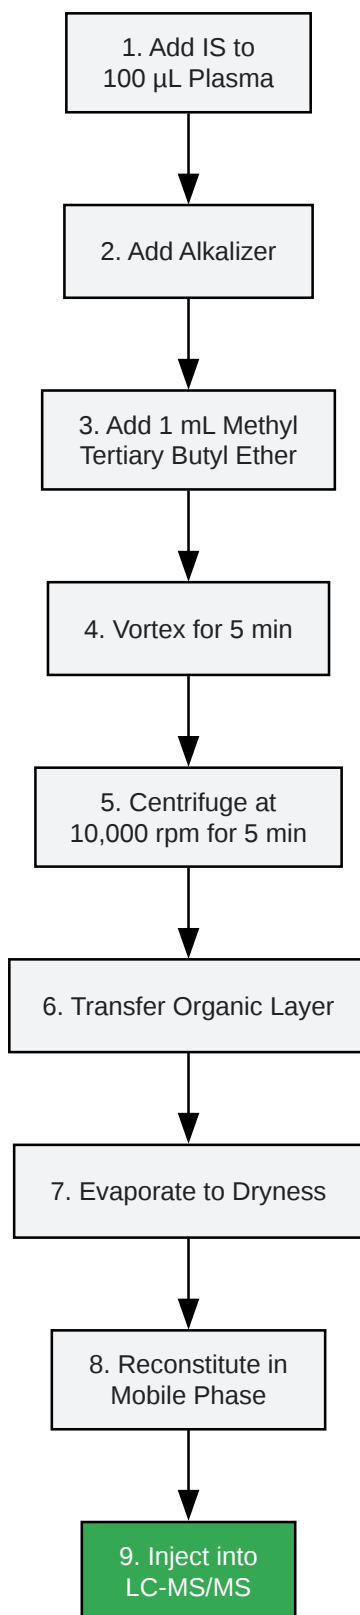 1. Add IS to
100 µL Plasma
2. Add Alkalizer
3. Add 1 mL Methyl
Tertiary Butyl Ether
4. Vortex for 5 min
5. Centrifuge at
10,000 rpm for 5 min
6. Transfer Organic Layer
7. Evaporate to Dryness
8. Reconstitute in
Mobile Phase
9. Inject into
LC-MS/MS